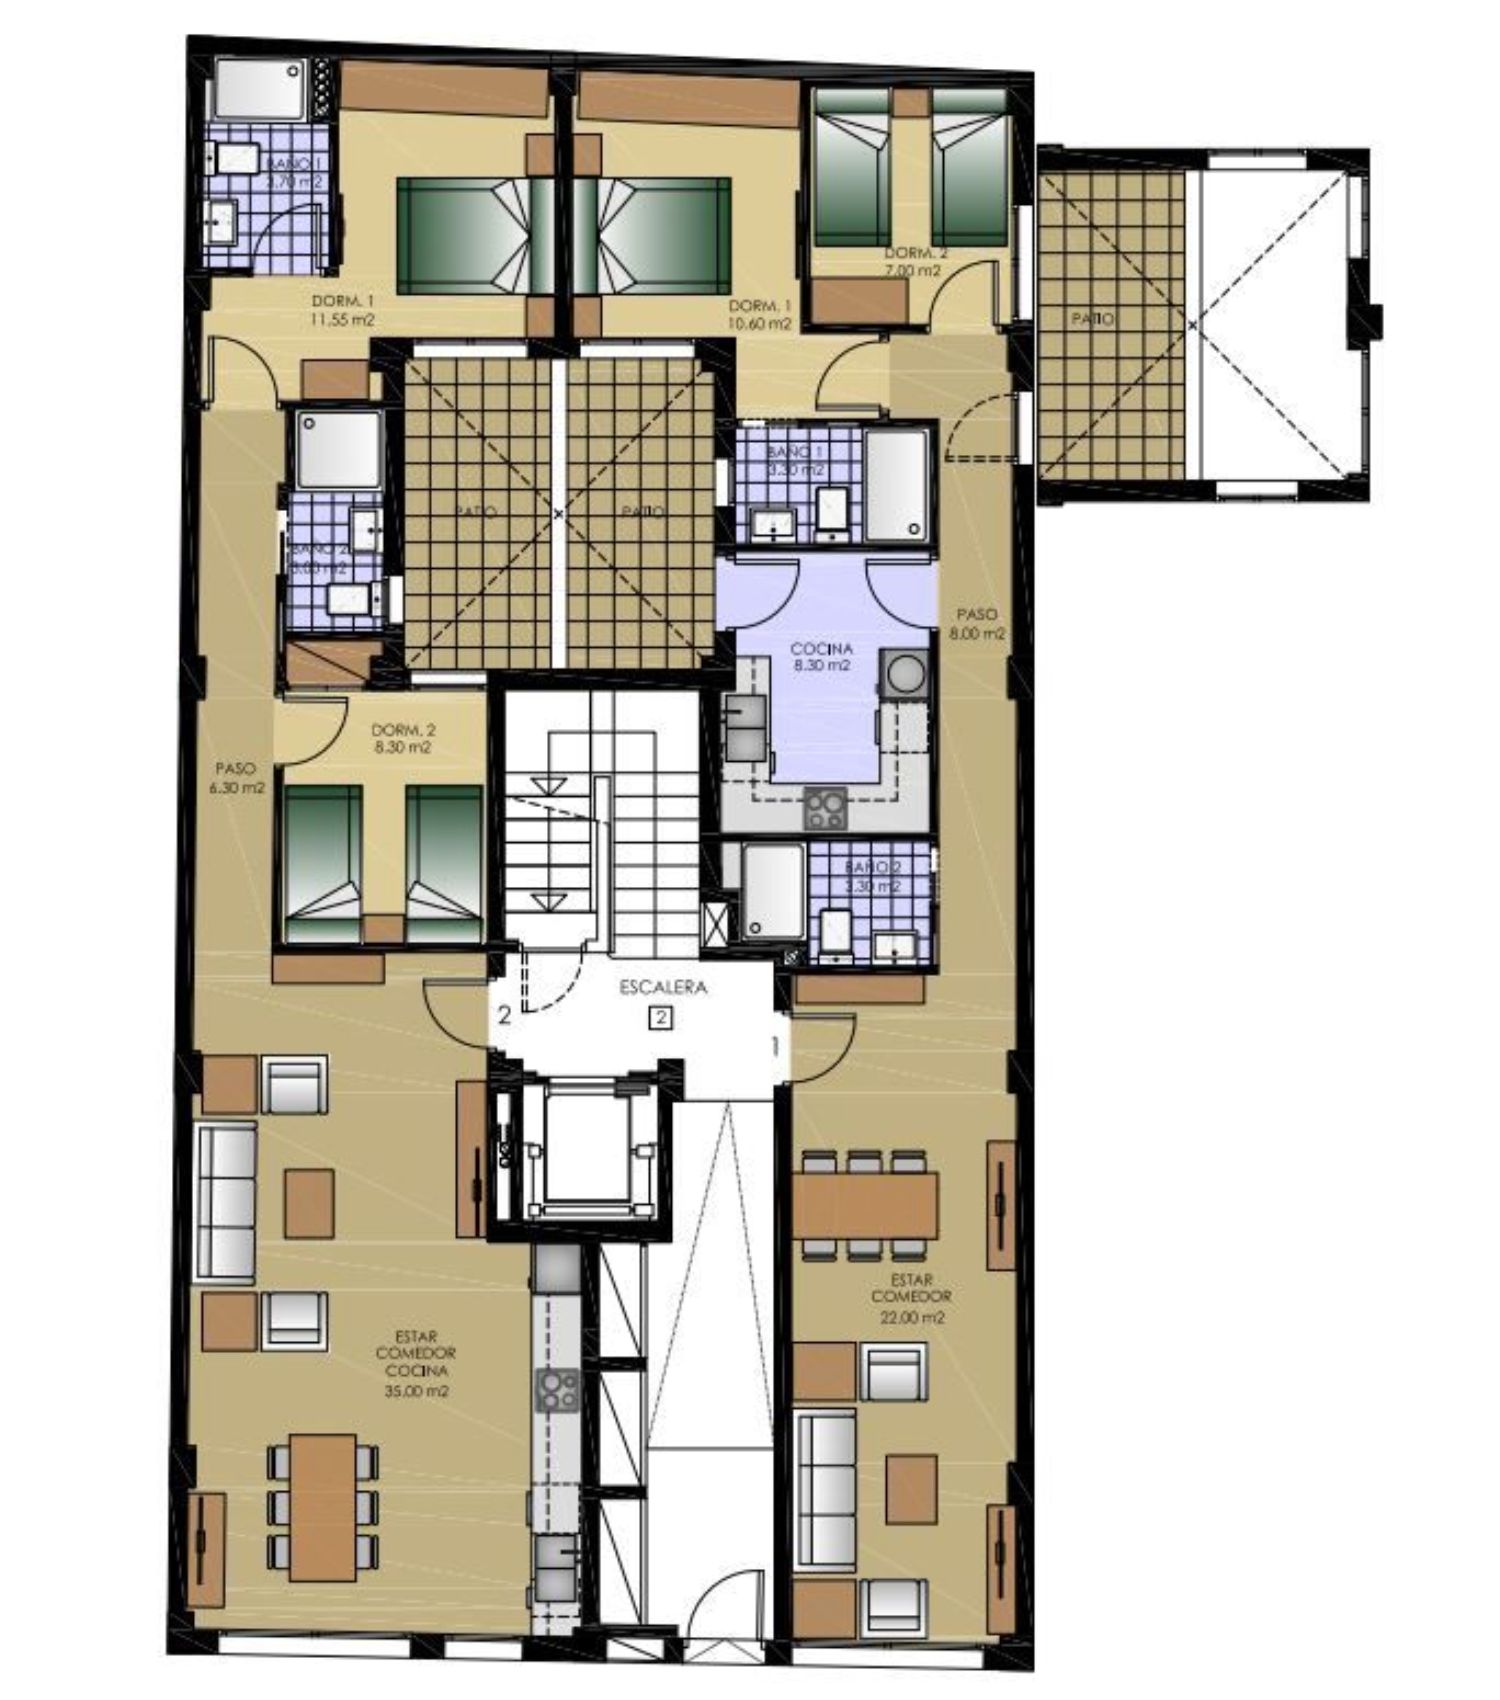 BAÑO 1
3.70 m2
DORM. 1
11.55 m2
DORM. 1
10.60 m2
DORM. 2
7.00 m2
PATIO
BAÑO 1
3.30 m2
BAÑO 2
3.00 m2
PATIO
PATIO
PASO
8.00 m2
COCINA
8.30 m2
DORM. 2
8.30 m2
PASO
6.30 m2
BAÑO 2
3.30 m2
ESCALERA
2
2
1
ESTAR
COMEDOR
22.00 m2
ESTAR
COMEDOR
COCINA
35.00 m2